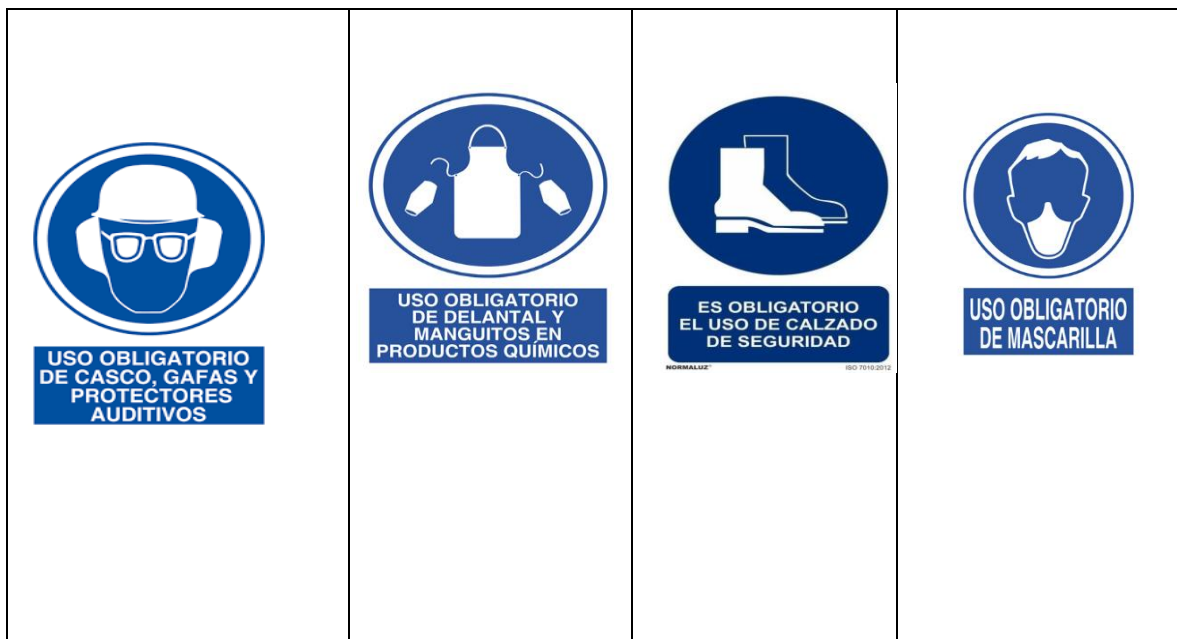 USO OBLIGATORIO
DE CASCO, GAFAS Y
PROTECTORES
AUDITIVOS
USO OBLIGATORIO
DE DELANTAL Y
MANGUITOS EN
PRODUCTOS QUÍMICOS
ES OBLIGATORIO
EL USO DE CALZADO
DE SEGURIDAD
NORMALUZ
ISO 7010:2012
USO OBLIGATORIO
DE MASCARILLA